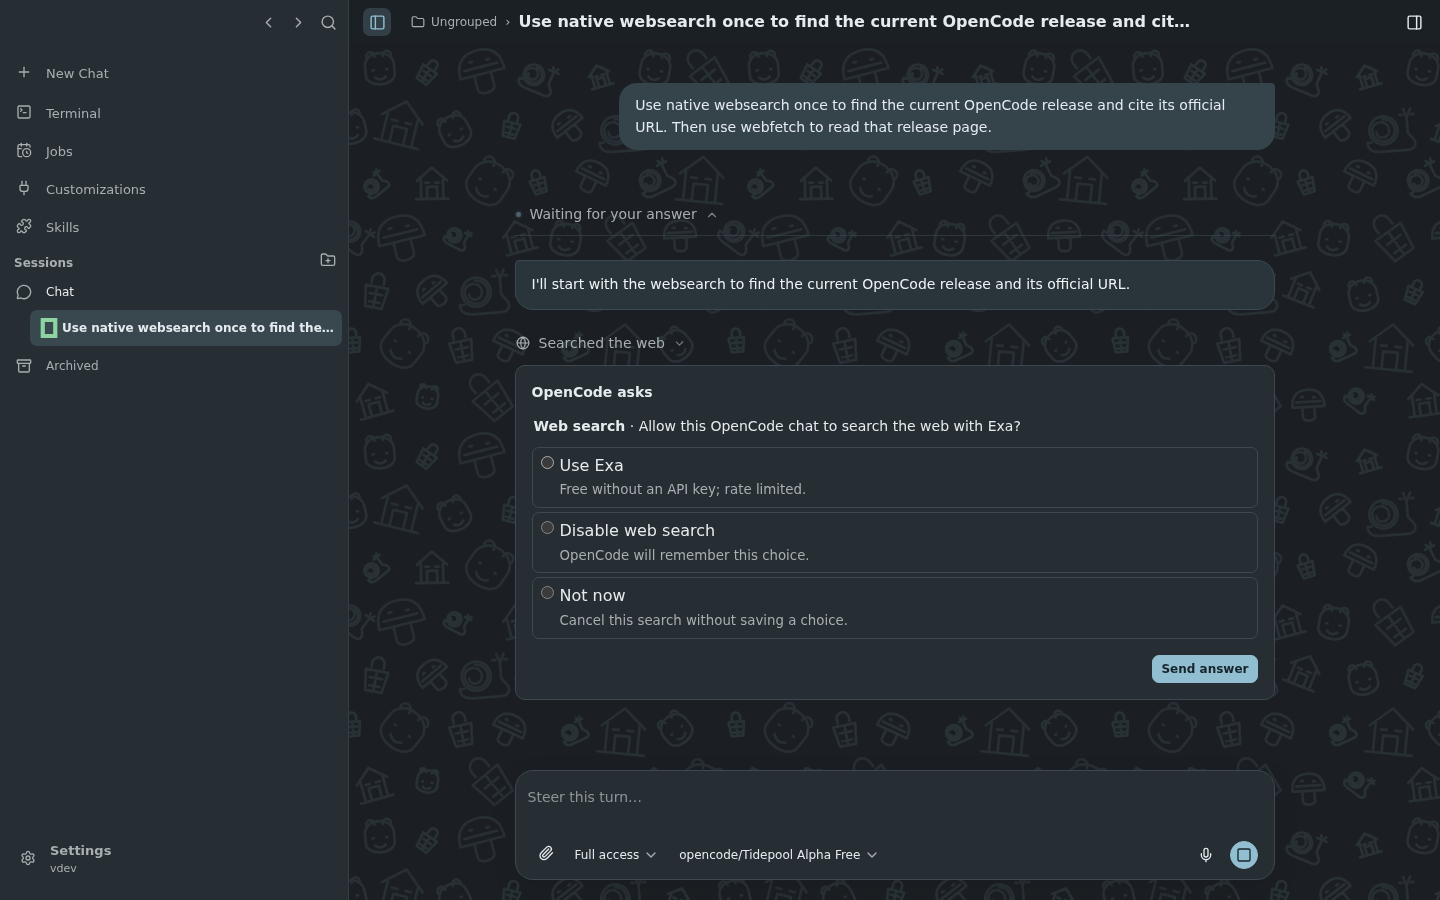 Ungrouped › Use native websearch once to find the current OpenCode release and cit…
New Chat
Terminal
Jobs
Customizations
Skills
Sessions
Chat
Use native websearch once to find the…
Archived
Settings
vdev
Use native websearch once to find the current OpenCode release and cite its official
URL. Then use webfetch to read that release page.
Waiting for your answer
I'll start with the websearch to find the current OpenCode release and its official URL.
Searched the web
OpenCode asks
Web search · Allow this OpenCode chat to search the web with Exa?
Use Exa
Free without an API key; rate limited.
Disable web search
OpenCode will remember this choice.
Not now
Cancel this search without saving a choice.
Send answer
Steer this turn…
Full access
opencode/Tidepool Alpha Free